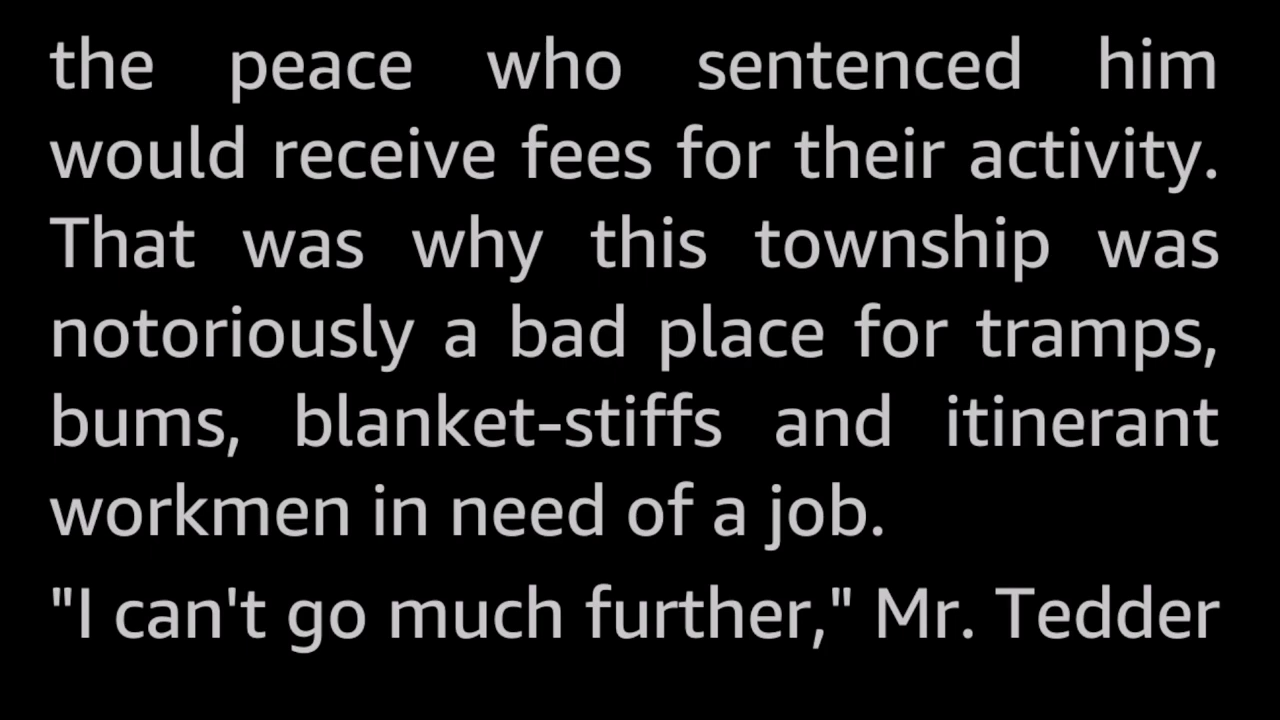 the peace who sentenced him
would receive fees for their activity.
That was why this township was
notoriously a bad place for tramps,
bums, blanket-stiffs and itinerant
workmen in need of a job.
"I can't go much further," Mr. Tedder